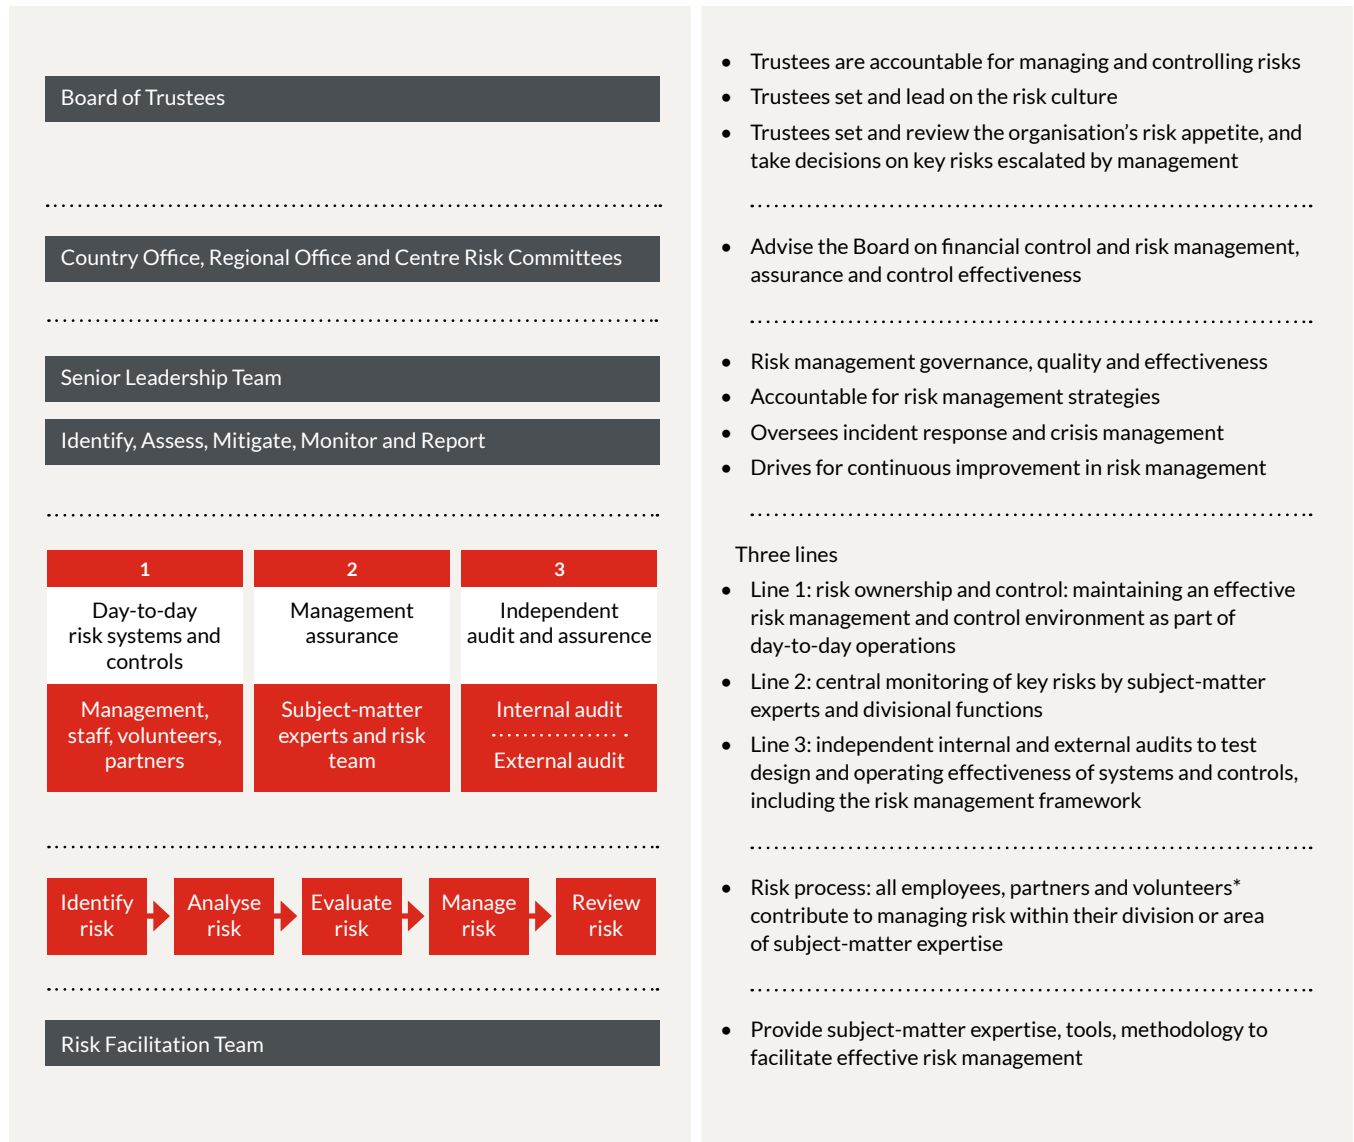 Board of Trustees
• Trustees are accountable for managing and controlling risks
• Trustees set and lead on the risk culture
• Trustees set and review the organisation’s risk appetite, and
take decisions on key risks escalated by management
Country Office, Regional Office and Centre Risk Committees
• Advise the Board on financial control and risk management,
assurance and control effectiveness
Senior Leadership Team
Identify, Assess, Mitigate, Monitor and Report
• Risk management governance, quality and effectiveness
• Accountable for risk management strategies
• Oversees incident response and crisis management
• Drives for continuous improvement in risk management
1
Day-to-day
risk systems and
controls
Management,
staff, volunteers,
partners
2
Management
assurance
Subject-matter
experts and risk
team
3
Independent
audit and assurence
Internal audit
External audit
Three lines
• Line 1: risk ownership and control: maintaining an effective
risk management and control environment as part of
day-to-day operations
• Line 2: central monitoring of key risks by subject-matter
experts and divisional functions
• Line 3: independent internal and external audits to test
design and operating effectiveness of systems and controls,
including the risk management framework
Identify
risk
Analyse
risk
Evaluate
risk
Manage
risk
Review
risk
• Risk process: all employees, partners and volunteers*
contribute to managing risk within their division or area
of subject-matter expertise
Risk Facilitation Team
• Provide subject-matter expertise, tools, methodology to
facilitate effective risk management